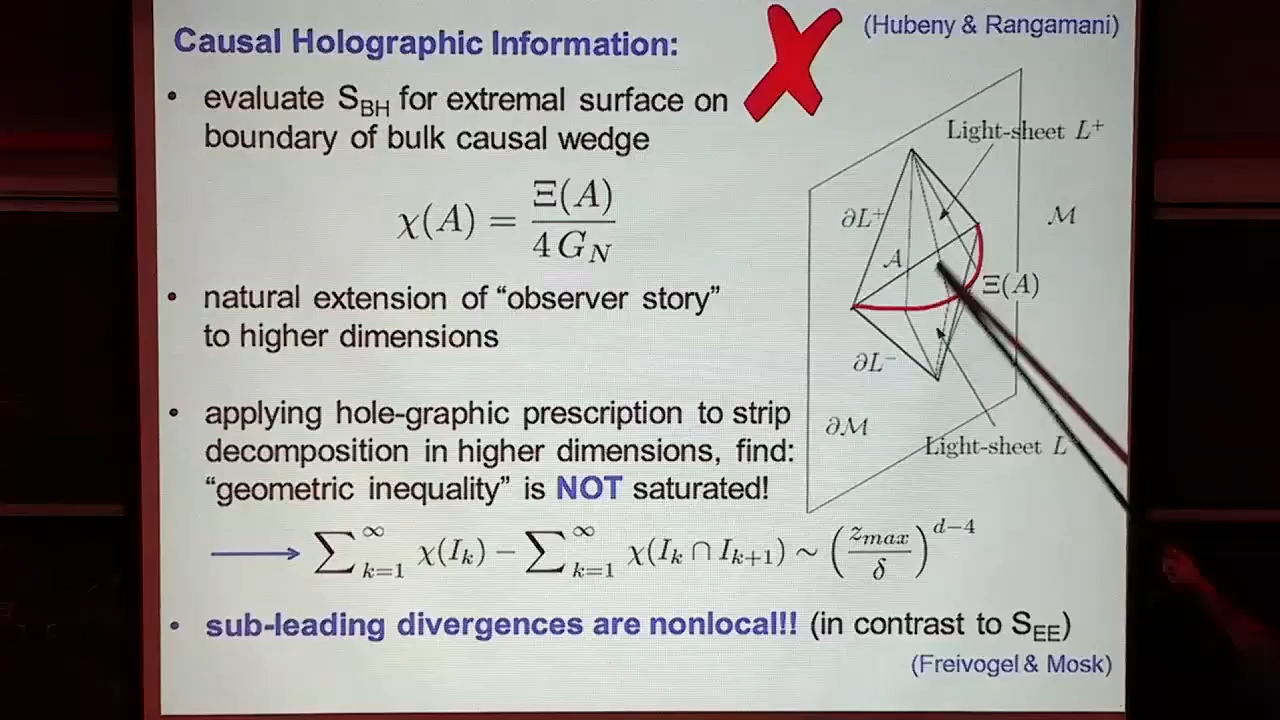 Causal Holographic Information:
(Hubeny & Rangamani)
• evaluate S_BH for extremal surface on
boundary of bulk causal wedge
χ(A) = Ξ(A) / 4 G_N
• natural extension of “observer story”
to higher dimensions
• applying hole-graphic prescription to strip
decomposition in higher dimensions, find:
“geometric inequality” is NOT saturated!
∑_{k=1}^{∞} χ(I_k) − ∑_{k=1}^{∞} χ(I_k ∩ I_{k+1}) ~ (z_max / δ)^{d−4}
• sub-leading divergences are nonlocal!! (in contrast to S_EE)
(Freivogel & Mosk)
Light-sheet L⁺
∂L⁺
M
A
Ξ(A)
∂L⁻
∂M
Light-sheet L